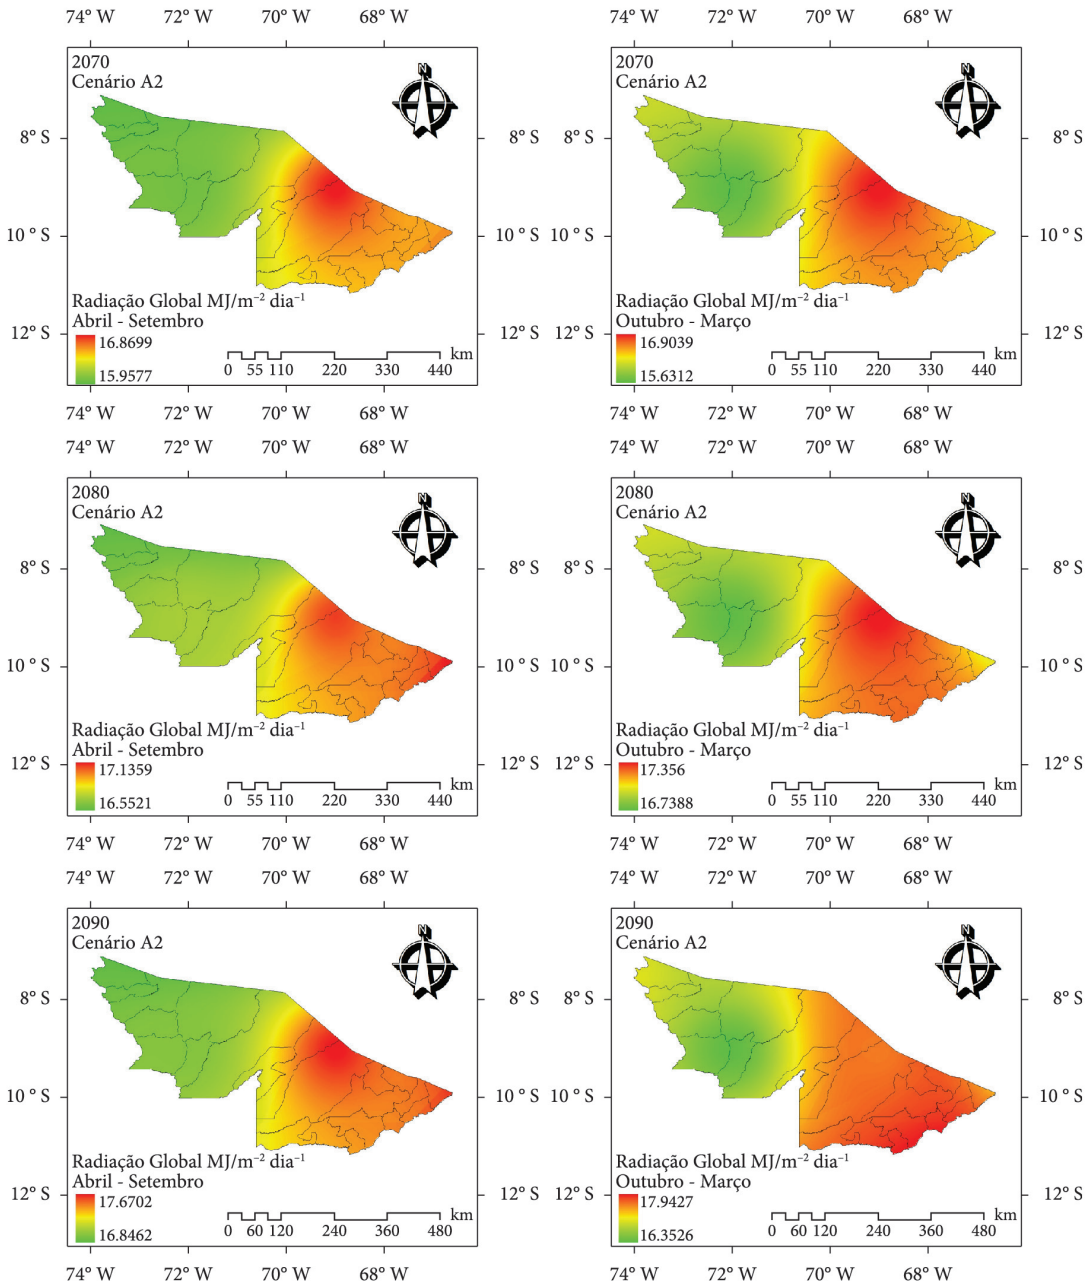 74° W 72° W 70° W 68° W 74° W 72° W 70° W 68° W
2070
Cenário A2
N
2070
Cenário A2
N
8° S 8° S 8° S
10° S 10° S 10° S
Radiação Global MJ/m⁻² dia⁻¹
Abril - Setembro
16.8699
15.9577
km
0 55 110 220 330 440
Radiação Global MJ/m⁻² dia⁻¹
Outubro - Março
16.9039
15.6312
km
0 55 110 220 330 440
12° S 12° S 12° S
74° W 72° W 70° W 68° W 74° W 72° W 70° W 68° W
74° W 72° W 70° W 68° W 74° W 72° W 70° W 68° W
2080
Cenário A2
N
2080
Cenário A2
N
8° S 8° S 8° S
10° S 10° S 10° S
Radiação Global MJ/m⁻² dia⁻¹
Abril - Setembro
17.1359
16.5521
km
0 55 110 220 330 440
Radiação Global MJ/m⁻² dia⁻¹
Outubro - Março
17.356
16.7388
km
0 55 110 220 330 440
12° S 12° S 12° S
74° W 72° W 70° W 68° W 74° W 72° W 70° W 68° W
74° W 72° W 70° W 68° W 74° W 72° W 70° W 68° W
2090
Cenário A2
N
2090
Cenário A2
N
8° S 8° S 8° S
10° S 10° S 10° S
Radiação Global MJ/m⁻² dia⁻¹
Abril - Setembro
17.6702
16.8462
km
0 60 120 240 360 480
Radiação Global MJ/m⁻² dia⁻¹
Outubro - Março
17.9427
16.3526
km
0 60 120 240 360 480
12° S 12° S 12° S
74° W 72° W 70° W 68° W 74° W 72° W 70° W 68° W